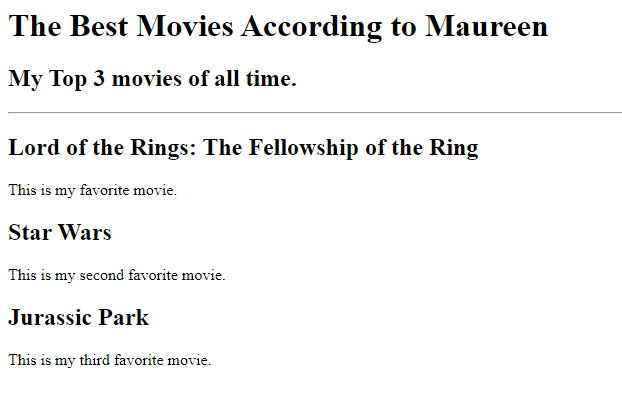 The Best Movies According to Maureen
My Top 3 movies of all time.
Lord of the Rings: The Fellowship of the Ring
This is my favorite movie.
Star Wars
This is my second favorite movie.
Jurassic Park
This is my third favorite movie.